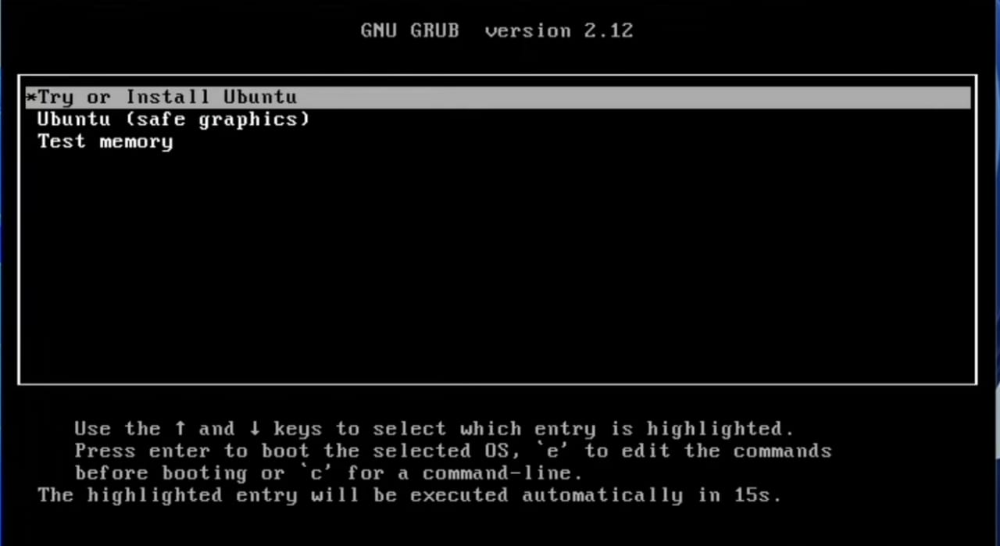 GNU GRUB  version 2.12
*Try or Install Ubuntu
Ubuntu (safe graphics)
Test memory
Use the ↑ and ↓ keys to select which entry is highlighted.
Press enter to boot the selected OS, `e' to edit the commands
before booting or `c' for a command-line.
The highlighted entry will be executed automatically in 15s.